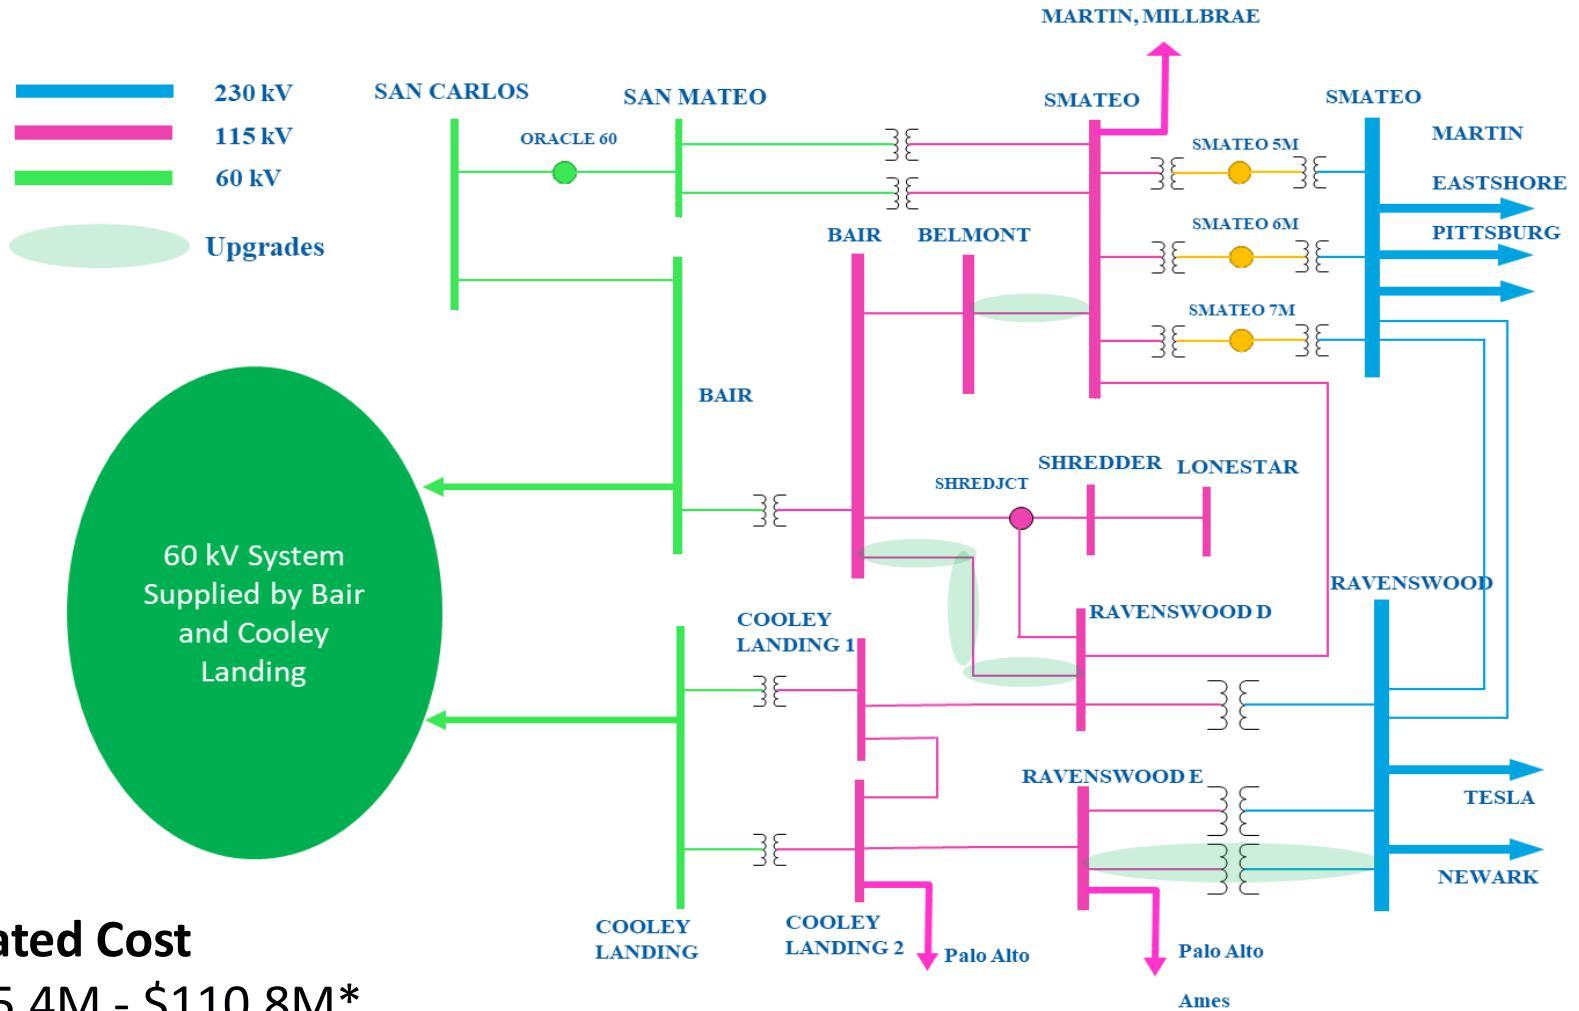 MARTIN, MILLBRAE
230 kV
115 kV
60 kV
Upgrades
SAN CARLOS
ORACLE 60
SAN MATEO
SMATEO
SMATEO
MARTIN
EASTSHORE
PITTSBURG
SMATEO 5M
SMATEO 6M
SMATEO 7M
BAIR
BELMONT
BAIR
SHREDJCT
SHREDDER
LONESTAR
60 kV System
Supplied by Bair
and Cooley
Landing
COOLEY
LANDING 1
RAVENSWOOD D
RAVENSWOOD
RAVENSWOOD E
TESLA
NEWARK
COOLEY
LANDING
COOLEY
LANDING 2
Palo Alto
Palo Alto
Ames
Cost
4M - $110.8M*